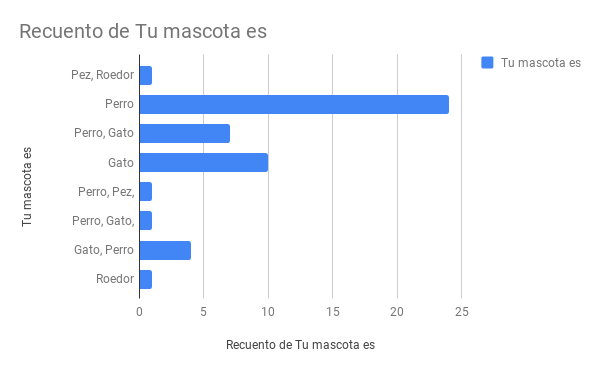 Recuento de Tu mascota es
Tu mascota es
Pez, Roedor
Perro
Perro, Gato
Gato
Perro, Pez,
Perro, Gato,
Gato, Perro
Roedor
Tu mascota es
0 5 10 15 20 25
Recuento de Tu mascota es